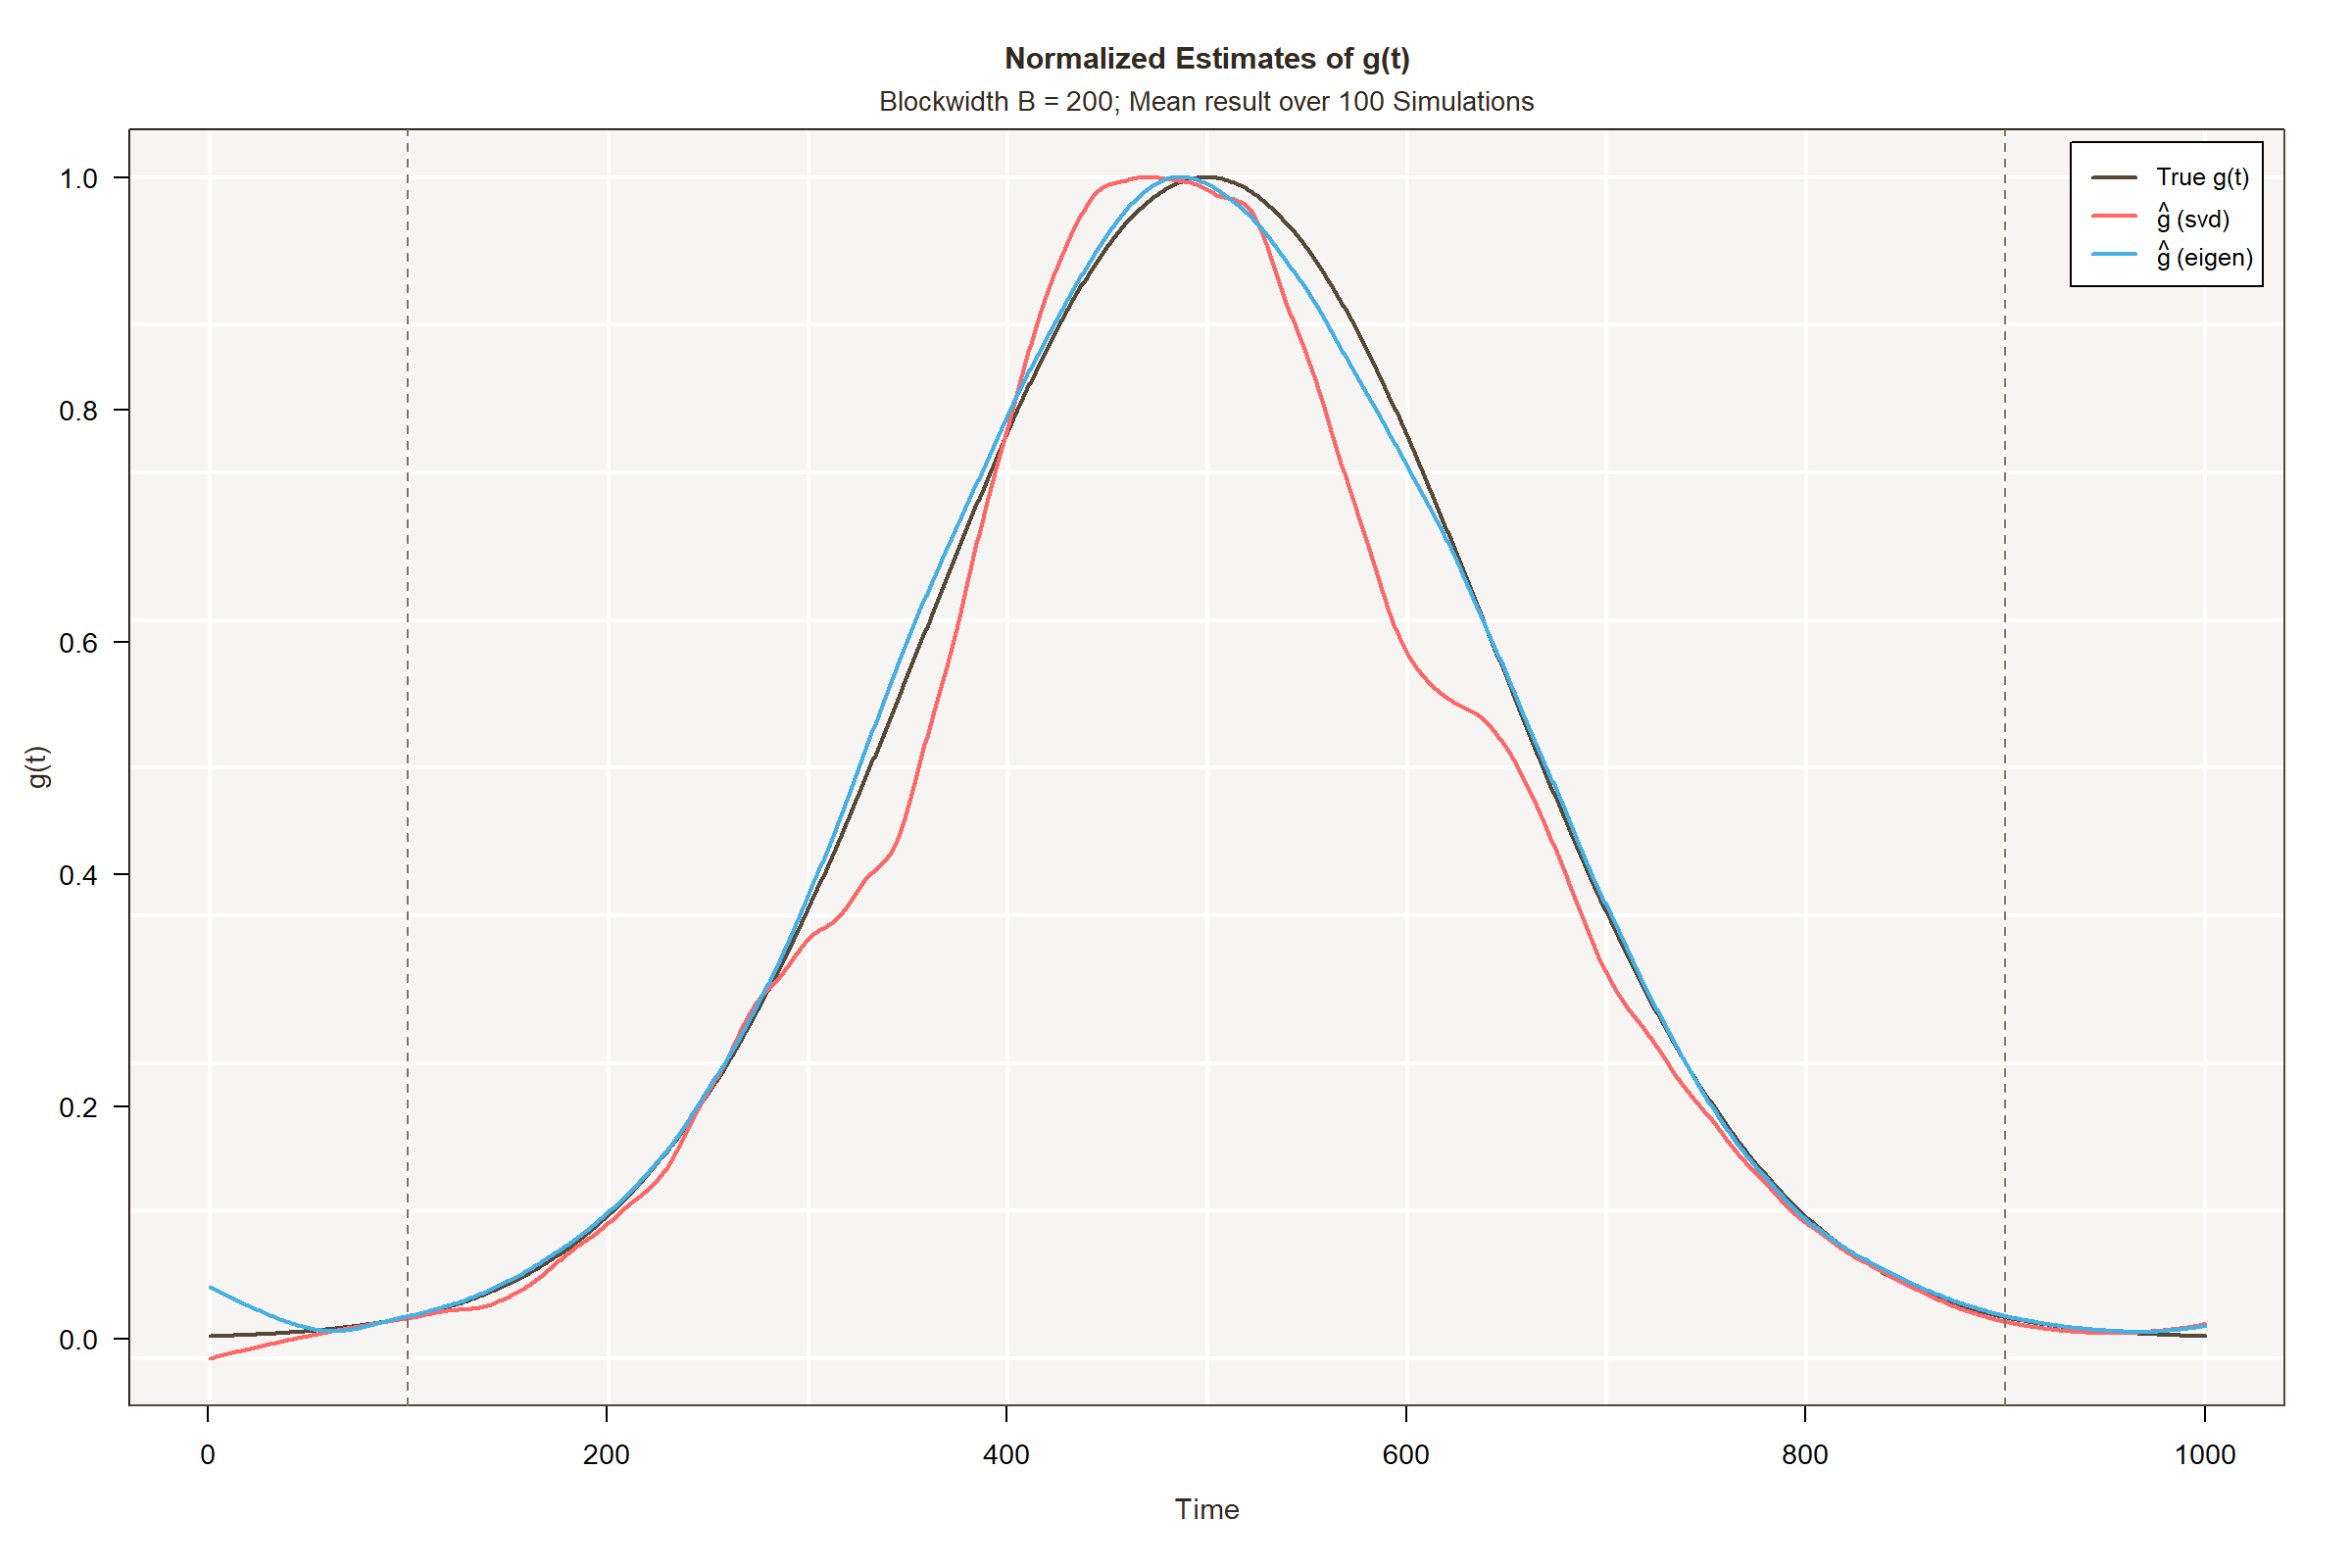 Normalized Estimates of g(t)
Blockwidth B = 200; Mean result over 100 Simulations
True g(t)
ĝ (svd)
ĝ (eigen)
1.0
0.8
0.6
0.4
0.2
0.0
g(t)
0 200 400 600 800 1000
Time